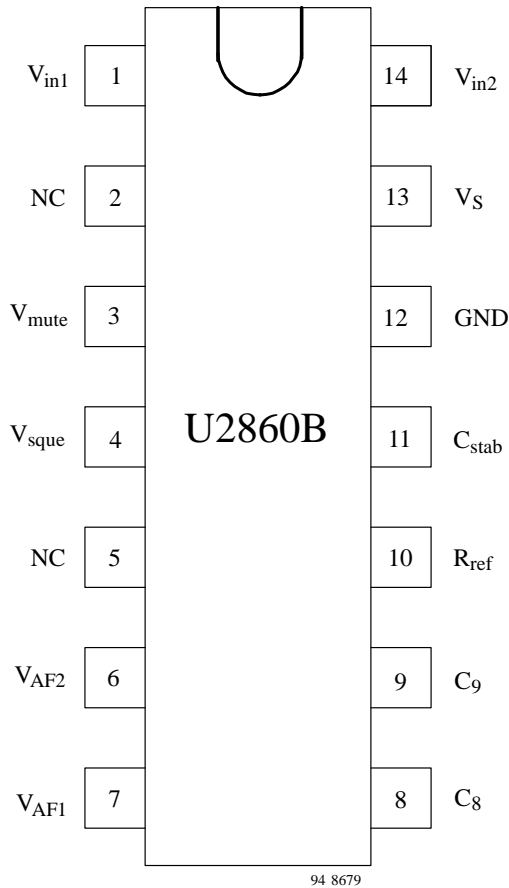 V_in1 1 14 V_in2
NC 2 13 V_S
V_mute 3 12 GND
V_sque 4 U2860B 11 C_stab
NC 5 10 R_ref
V_AF2 6 9 C_9
V_AF1 7 8 C_8
94 8679